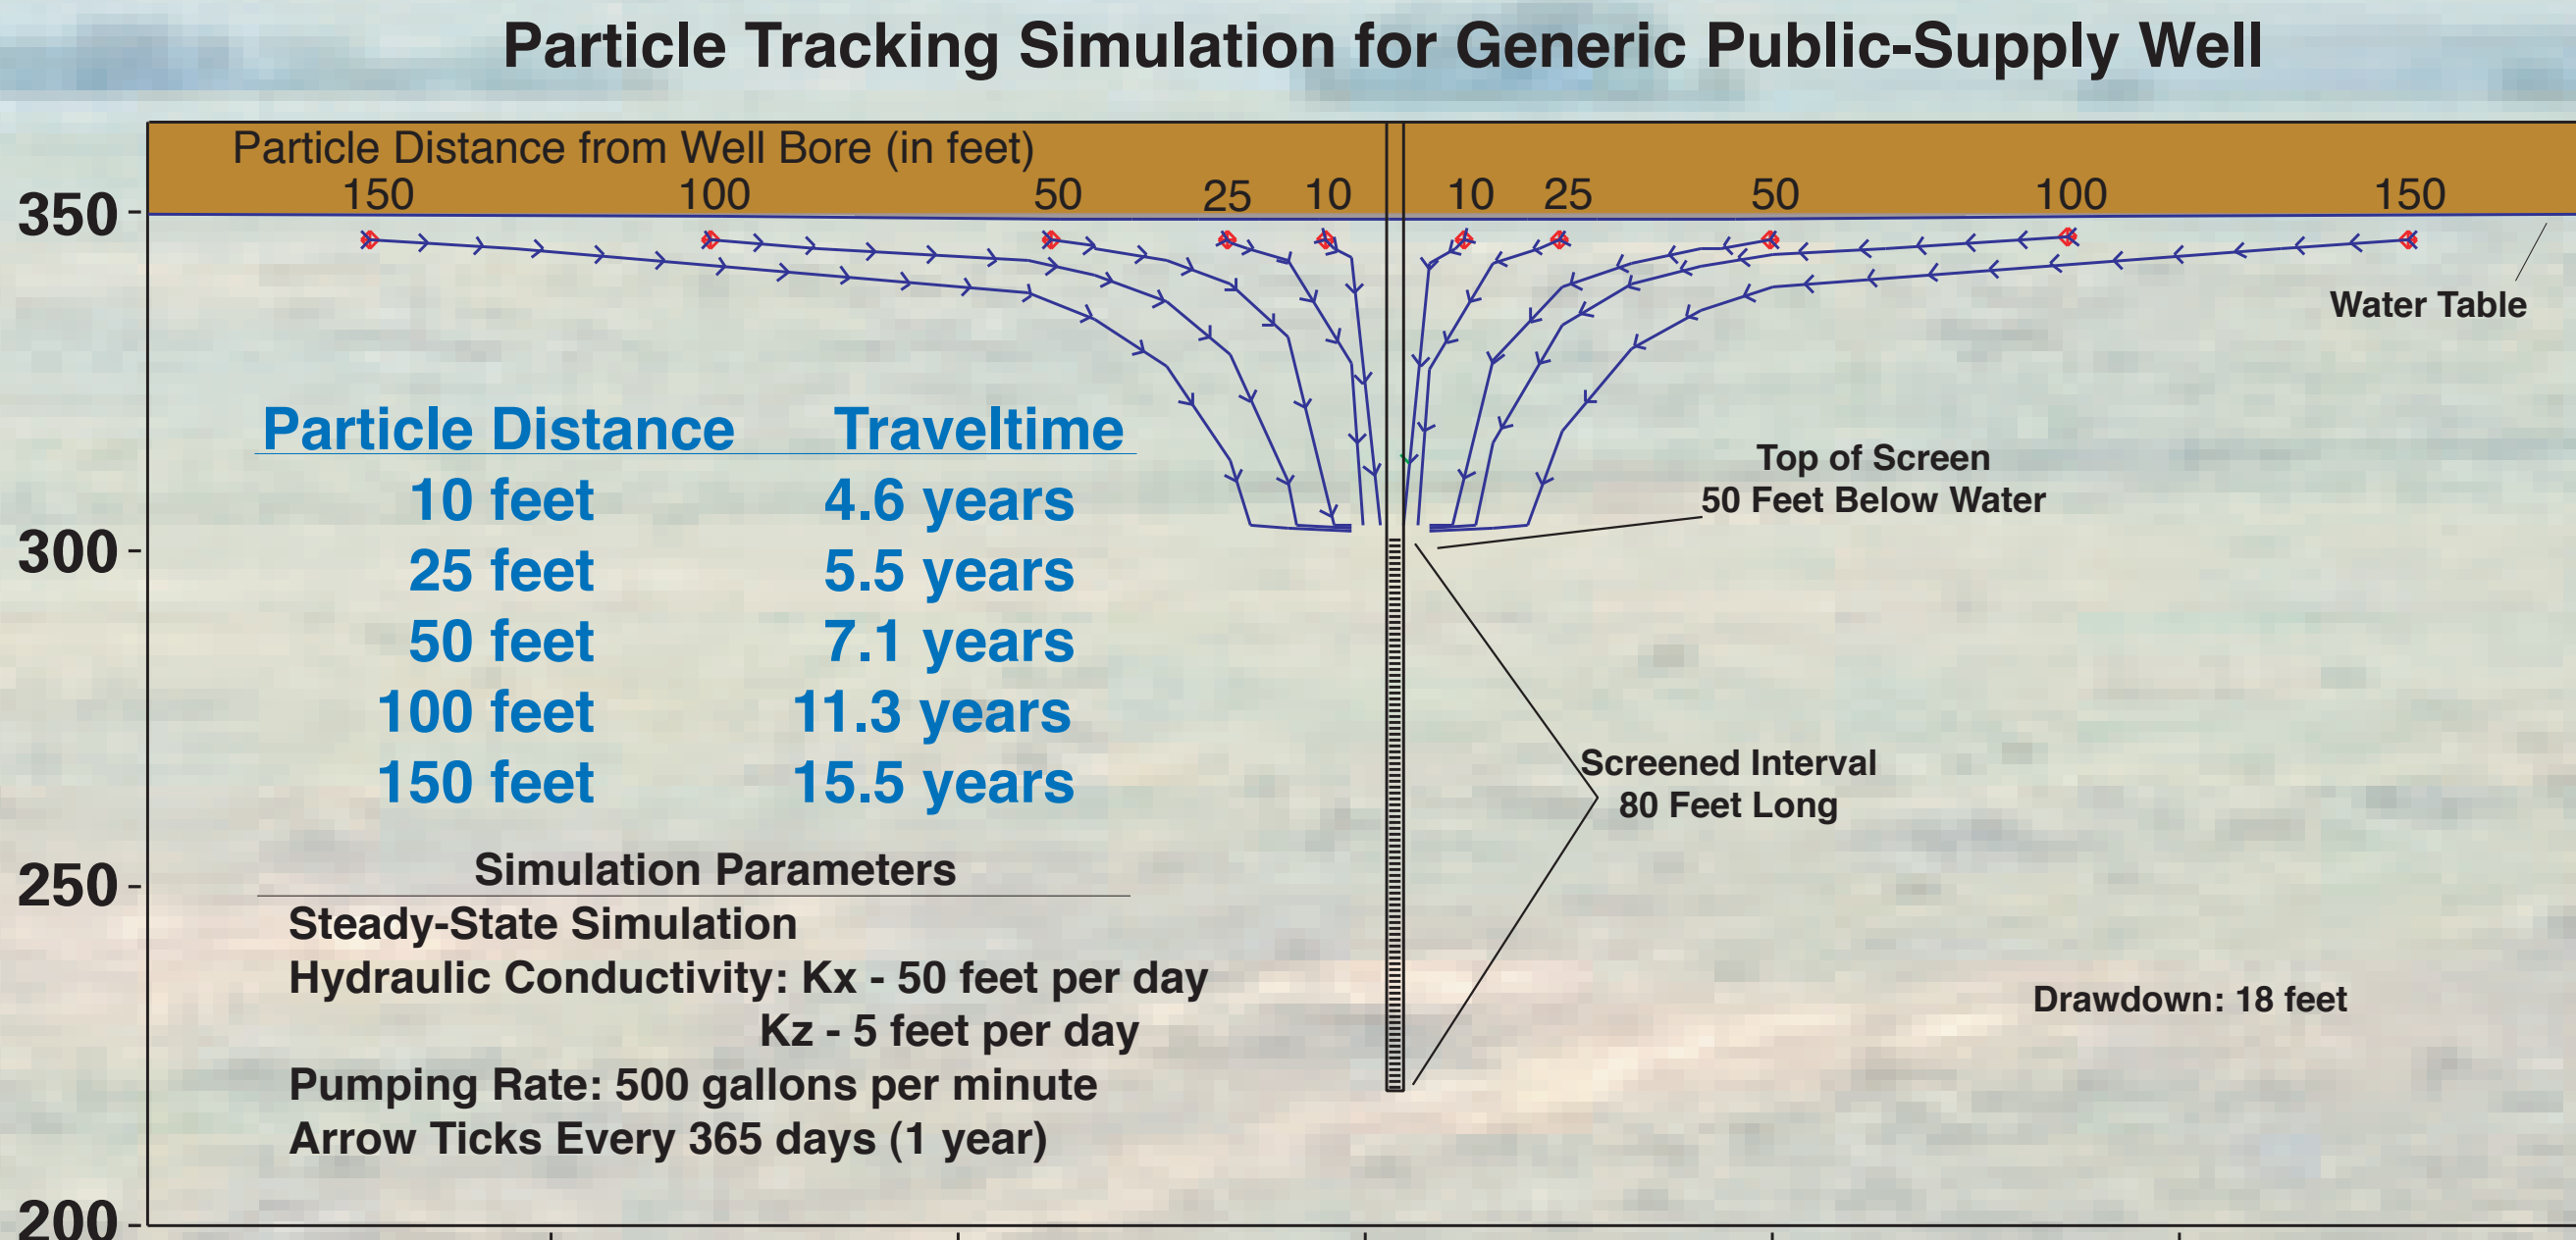 Particle Tracking Simulation for Generic Public-Supply Well
Particle Distance from Well Bore (in feet)
150 100 50 25 10 10 25 50 100 150
350
Water Table
Particle Distance Traveltime
10 feet 4.6 years
25 feet 5.5 years
50 feet 7.1 years
100 feet 11.3 years
150 feet 15.5 years
Top of Screen
50 Feet Below Water
300
Screened Interval
80 Feet Long
250
Simulation Parameters
Steady-State Simulation
Hydraulic Conductivity: Kx - 50 feet per day
Kz - 5 feet per day
Pumping Rate: 500 gallons per minute
Arrow Ticks Every 365 days (1 year)
Drawdown: 18 feet
200